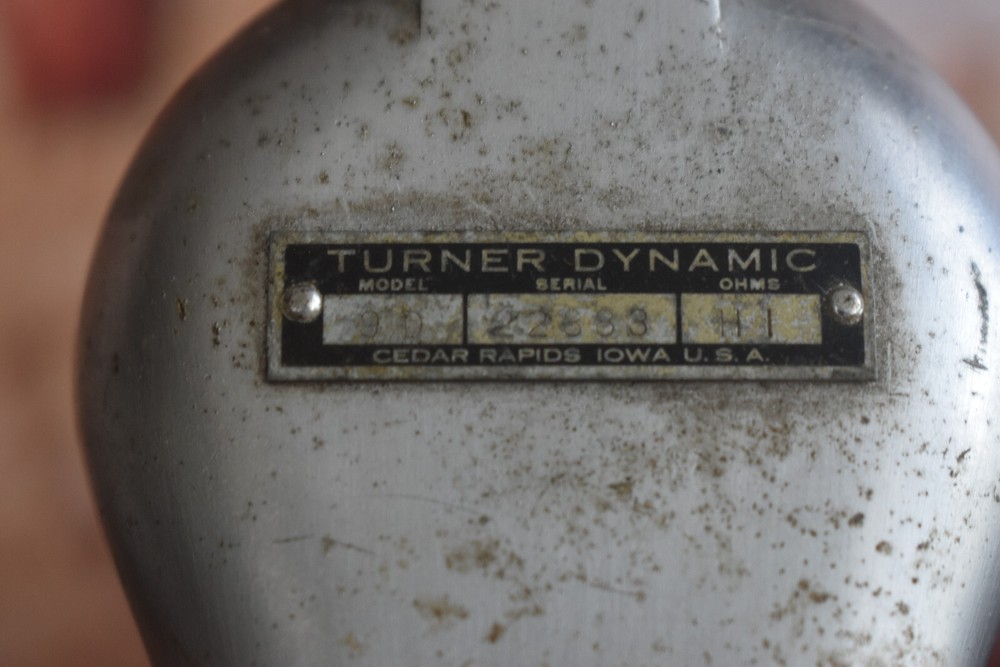 TURNER DYNAMIC
MODEL SERIAL OHMS
9D HI
CEDAR RAPIDS IOWA U.S.A.